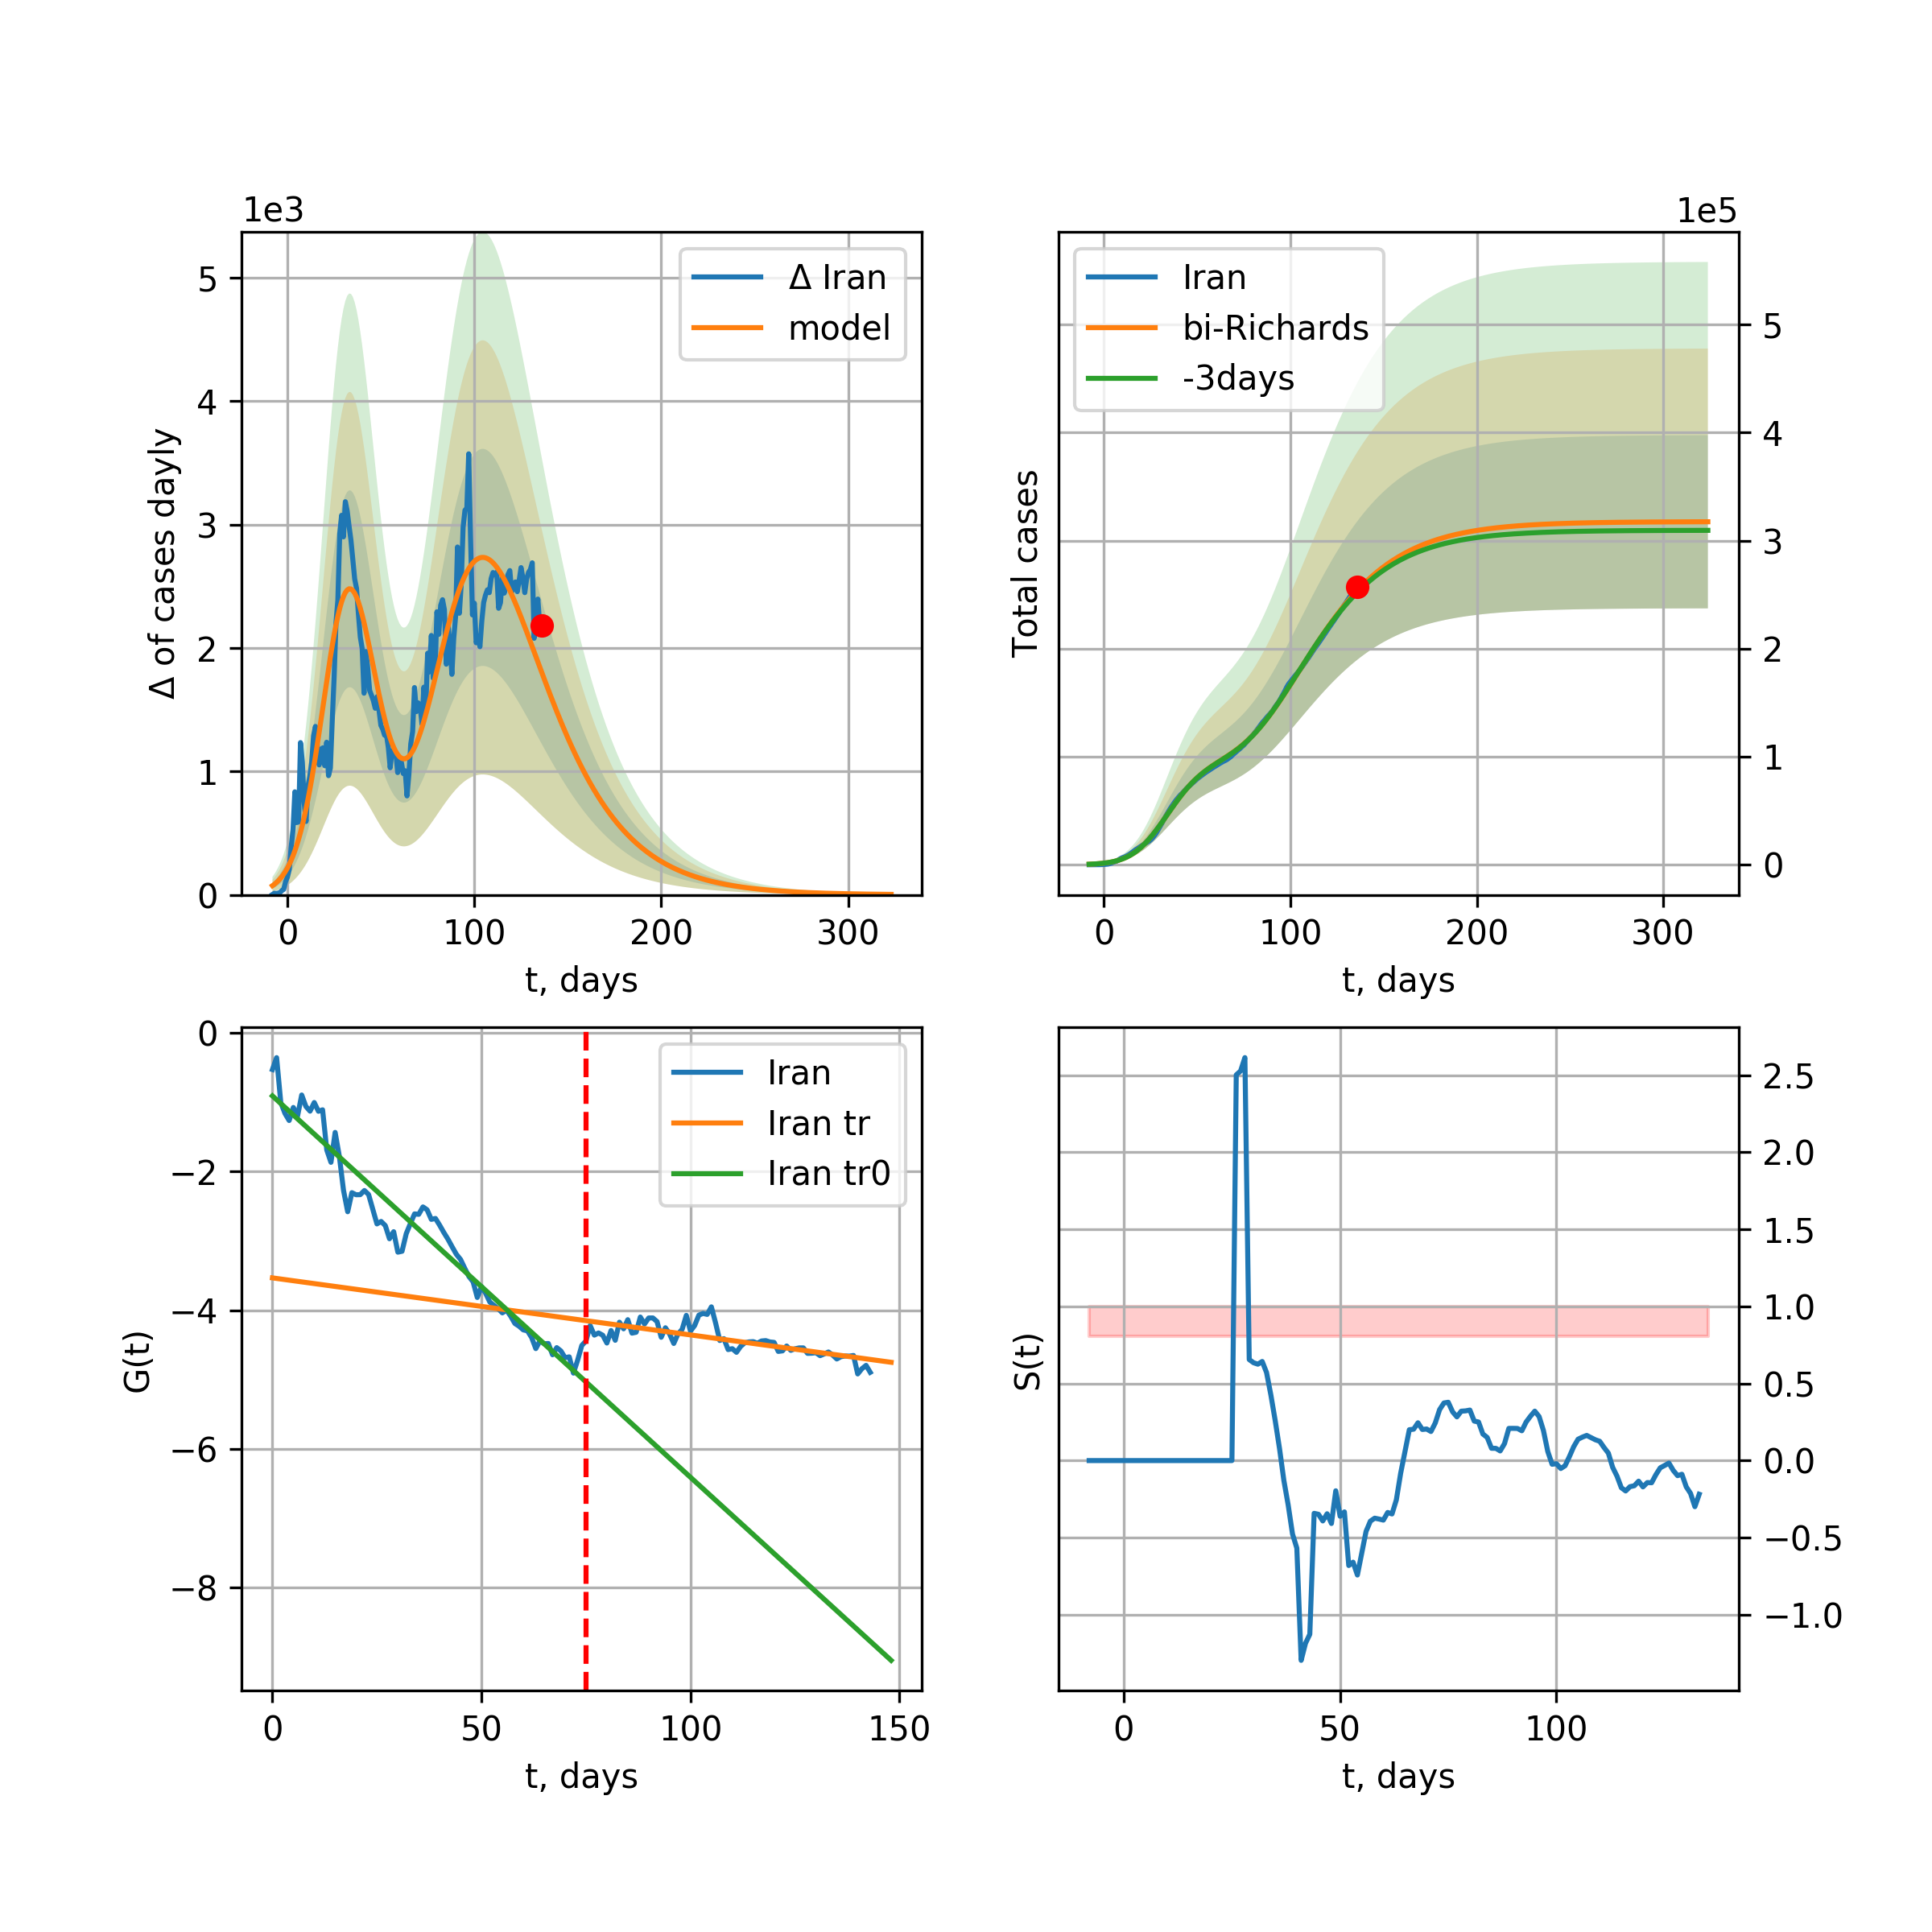 1e3
Δ of cases dayly
5
4
3
2
1
0
Δ Iran
model
0 100 200 300
t, days
1e5
Total cases
Iran
bi-Richards
-3days
5
4
3
2
1
0
0 100 200 300
t, days
G(t)
0
−2
−4
−6
−8
Iran
Iran tr
Iran tr0
0 50 100 150
t, days
S(t)
2.5
2.0
1.5
1.0
0.5
0.0
−0.5
−1.0
0 50 100
t, days